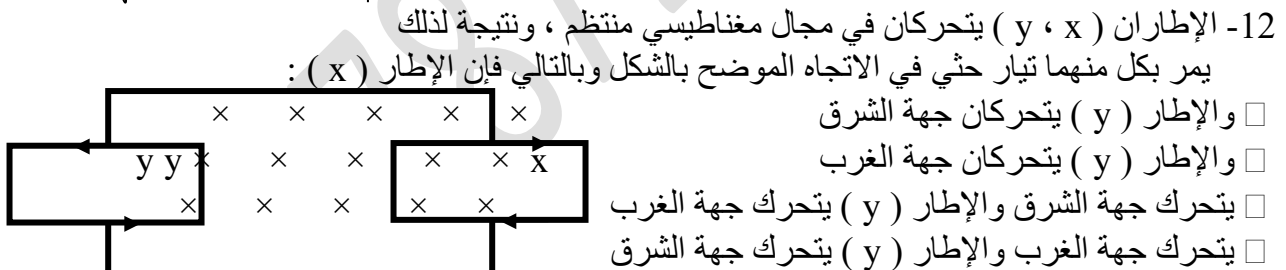 12- الإطاران ( x ، y ) يتحركان في مجال مغناطيسي منتظم ، ونتيجة لذلك
يمر بكل منهما تيار حثي في الاتجاه الموضح بالشكل وبالتالي فإن الإطار ( x ) :
□ والإطار ( y ) يتحركان جهة الشرق
□ والإطار ( y ) يتحركان جهة الغرب
□ يتحرك جهة الشرق والإطار ( y ) يتحرك جهة الغرب
□ يتحرك جهة الغرب والإطار ( y ) يتحرك جهة الشرق
× × × × ×
y y × × × × × x
× × × × ×